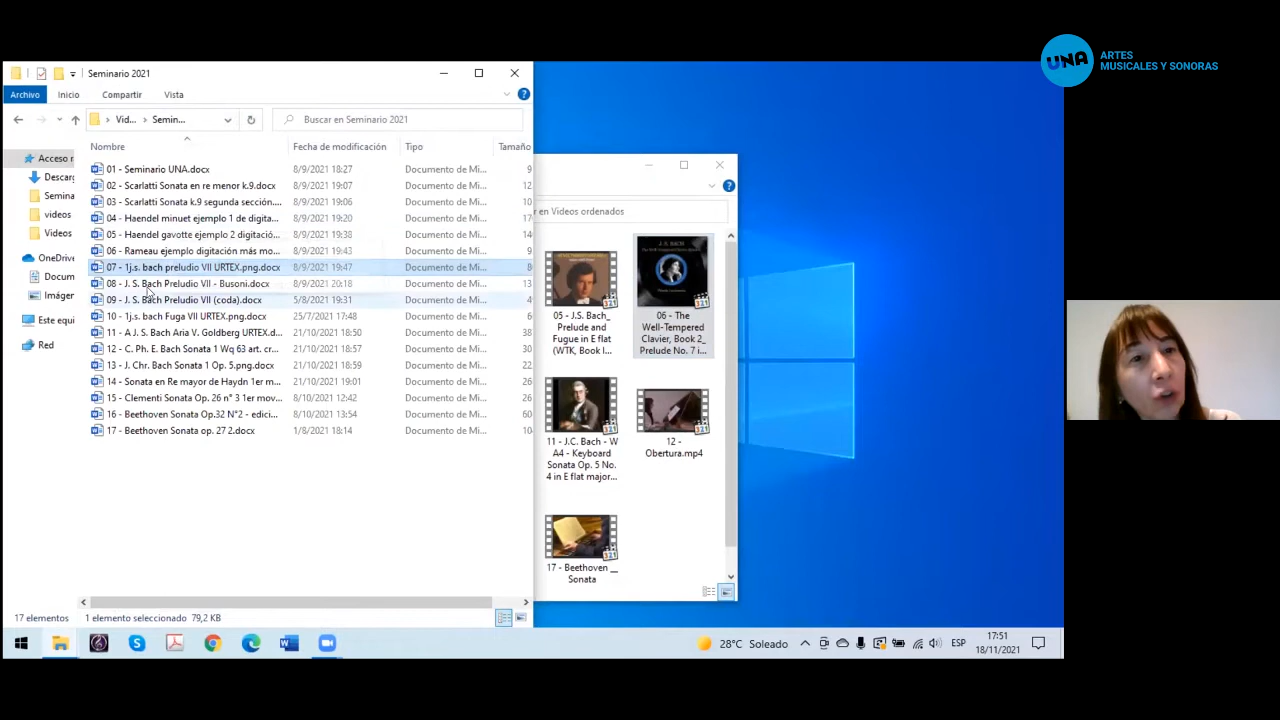 UNA
ARTES
MUSICALES Y SONORAS
Seminario 2021
Archivo
Inicio
Compartir
Vista
Vid...
Semin...
Buscar en Seminario 2021
Nombre
Fecha de modificación
Tipo
Tamaño
Acceso r
Descarg
Semina
videos
Videos
OneDrive
Docum
Imáger
Este equi
Red
01 - Seminario UNA.docx 8/9/2021 18:27 Documento de Mi...
02 - Scarlatti Sonata en re menor k.9.docx 8/9/2021 19:07 Documento de Mi...
03 - Scarlatti Sonata k.9 segunda sección.... 8/9/2021 19:06 Documento de Mi...
04 - Haendel minuet ejemplo 1 de digita... 8/9/2021 19:20 Documento de Mi...
05 - Haendel gavotte ejemplo 2 digitació... 8/9/2021 19:38 Documento de Mi...
06 - Rameau ejemplo digitación más mo... 8/9/2021 19:43 Documento de Mi...
07 - 1j.s. bach preludio VII URTEX.png.docx 8/9/2021 19:47 Documento de Mi...
08 - J. S. Bach Preludio VII - Busoni.docx 8/9/2021 20:18 Documento de Mi...
09 - J. S. Bach Preludio VII (coda).docx 5/8/2021 19:31 Documento de Mi...
10 - 1j.s. bach Fuga VII URTEX.png.docx 25/7/2021 17:48 Documento de Mi...
11 - A J. S. Bach Aria V. Goldberg URTEX.d... 21/10/2021 18:50 Documento de Mi...
12 - C. Ph. E. Bach Sonata 1 Wq 63 art. cr... 21/10/2021 18:57 Documento de Mi...
13 - J. Chr. Bach Sonata 1 Op. 5.png.docx 21/10/2021 18:59 Documento de Mi...
14 - Sonata en Re mayor de Haydn 1er m... 21/10/2021 19:01 Documento de Mi...
15 - Clementi Sonata Op. 26 n° 3 1er mov... 8/10/2021 12:42 Documento de Mi...
16 - Beethoven Sonata Op.32 N°2 - edici... 8/10/2021 13:54 Documento de Mi...
17 - Beethoven Sonata op. 27 2.docx 1/8/2021 18:14 Documento de Mi...
17 elementos
1 elemento seleccionado 79,2 KB
r en Videos ordenados
J. S. BACH
05 - J.S. Bach_
Prelude and
Fugue in E flat
(WTK, Book I...
06 - The
Well-Tempered
Clavier, Book 2_
Prelude No. 7 i...
11 - J.C. Bach - W
A4 - Keyboard
Sonata Op. 5 No.
4 in E flat major...
12 -
Obertura.mp4
17 - Beethoven __
Sonata
28°C Soleado
ESP
17:51
18/11/2021